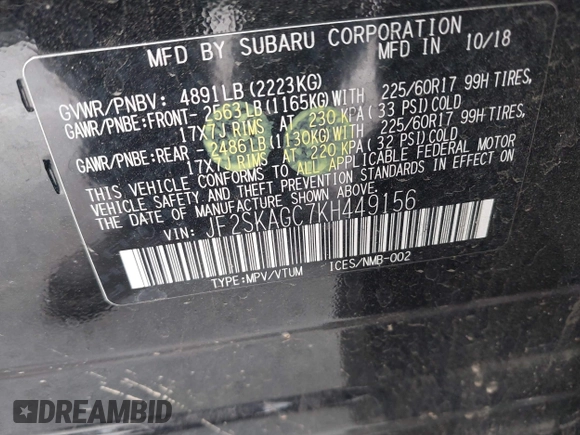 MFD BY SUBARU CORPORATION
MFD IN 10/18
GVWR/PNBV: 4891LB(2223KG)
GAWR/PNBE:FRONT- 2563LB(1165KG)WITH 225/60R17 99H TIRES,
17X7J RIMS AT 230 KPA(33 PSI)COLD
GAWR/PNBE:REAR - 2486LB(1130KG)WITH 225/60R17 99H TIRES,
17X7J RIMS AT 220 KPA(32 PSI)COLD
THIS VEHICLE CONFORMS TO ALL APPLICABLE FEDERAL MOTOR
VEHICLE SAFETY AND THEFT PREVENTION STANDARDS IN EFFECT ON
THE DATE OF MANUFACTURE SHOWN ABOVE.
VIN: JF2SKAGC7KH449156
TYPE:MPV/VTUM ICES/NMB-002
DREAMBID